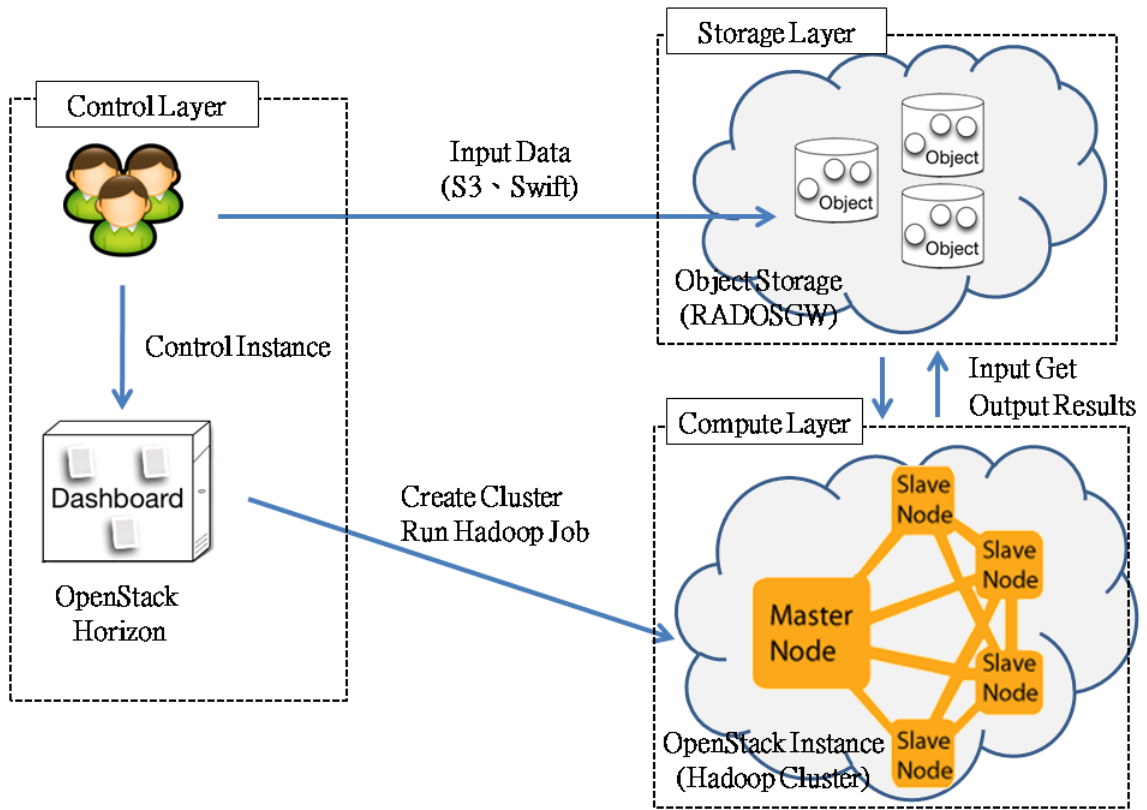 Control Layer
Control Instance
Dashboard
OpenStack
Horizon
Input Data
(S3、Swift)
Create Cluster
Run Hadoop Job
Storage Layer
Object
Object
Object
Object Storage
(RADOSGW)
Input Get
Output Results
Compute Layer
Slave
Node
Slave
Node
Master
Node
Slave
Node
Slave
Node
OpenStack Instance
(Hadoop Cluster)